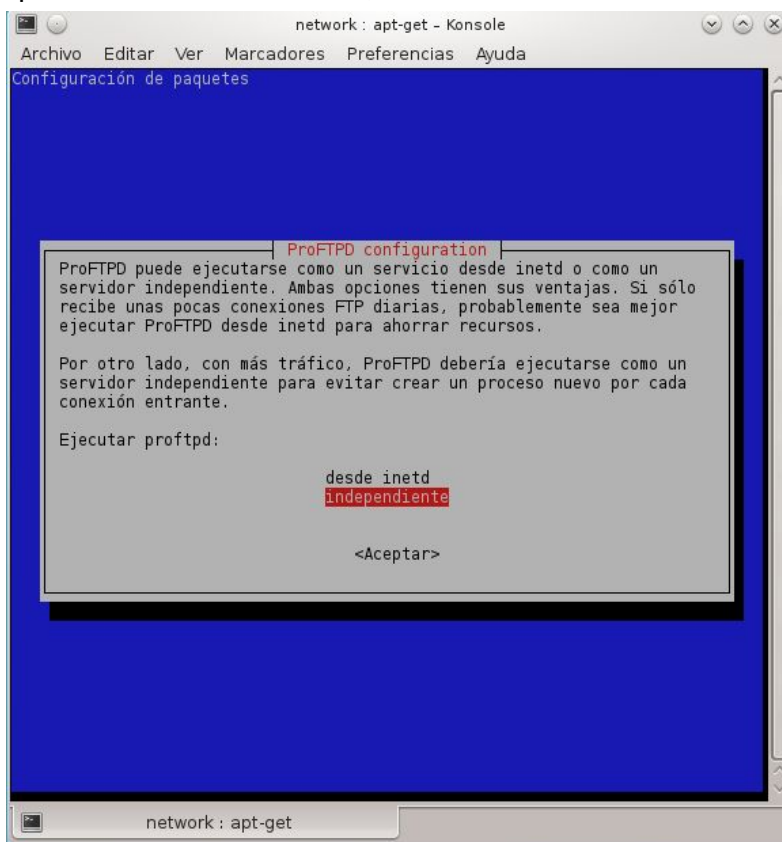 network : apt-get – Konsole
Archivo Editar Ver Marcadores Preferencias Ayuda
Configuración de paquetes
ProFTPD configuration
ProFTPD puede ejecutarse como un servicio desde inetd o como un
servidor independiente. Ambas opciones tienen sus ventajas. Si sólo
recibe unas pocas conexiones FTP diarias, probablemente sea mejor
ejecutar ProFTPD desde inetd para ahorrar recursos.
Por otro lado, con más tráfico, ProFTPD debería ejecutarse como un
servidor independiente para evitar crear un proceso nuevo por cada
conexión entrante.
Ejecutar proftpd:
desde inetd
independiente
<Aceptar>
network : apt-get